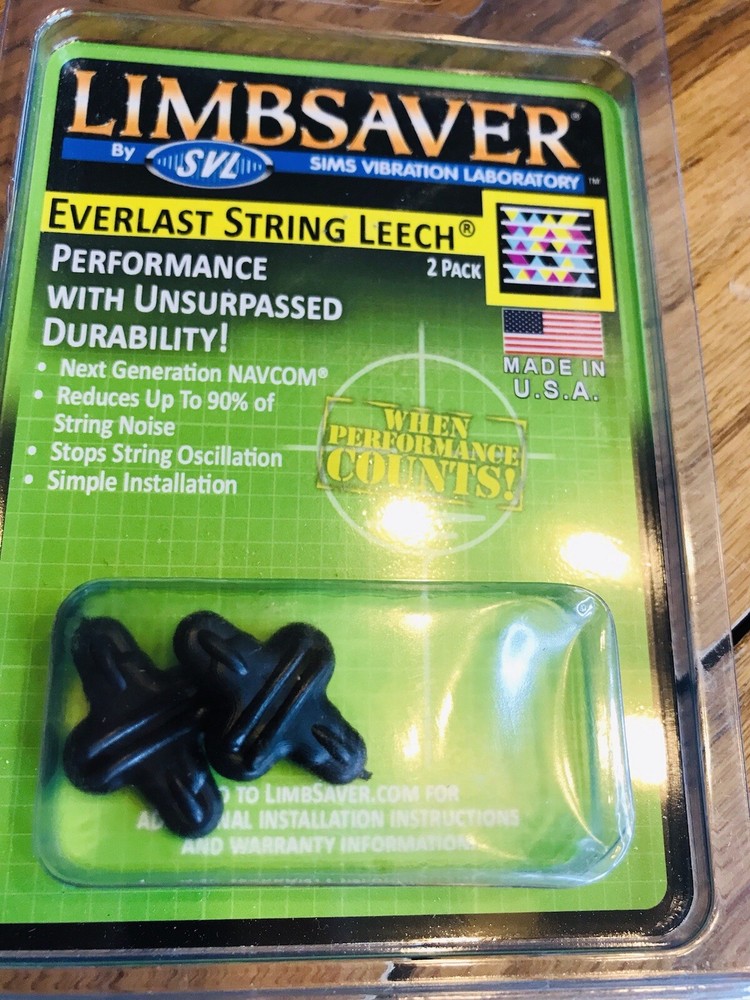 LIMBSAVER®
By SVL SIMS VIBRATION LABORATORY™
EVERLAST STRING LEECH®
2 PACK
PERFORMANCE
WITH UNSURPASSED
DURABILITY!
• Next Generation NAVCOM®
• Reduces Up To 90% of
String Noise
• Stops String Oscillation
• Simple Installation
MADE IN
U.S.A.
WHEN
PERFORMANCE
COUNTS!
TO LIMBSAVER.COM FOR
INSTALLATION INSTRUCTIONS
AND WARRANTY INFORMATION